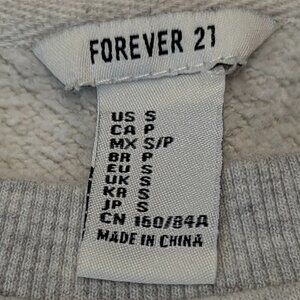 FOREVER 21
US S
CA P
MX S/P
BR P
EU S
UK S
KR S
JP S
CN 160/84A
MADE IN CHINA